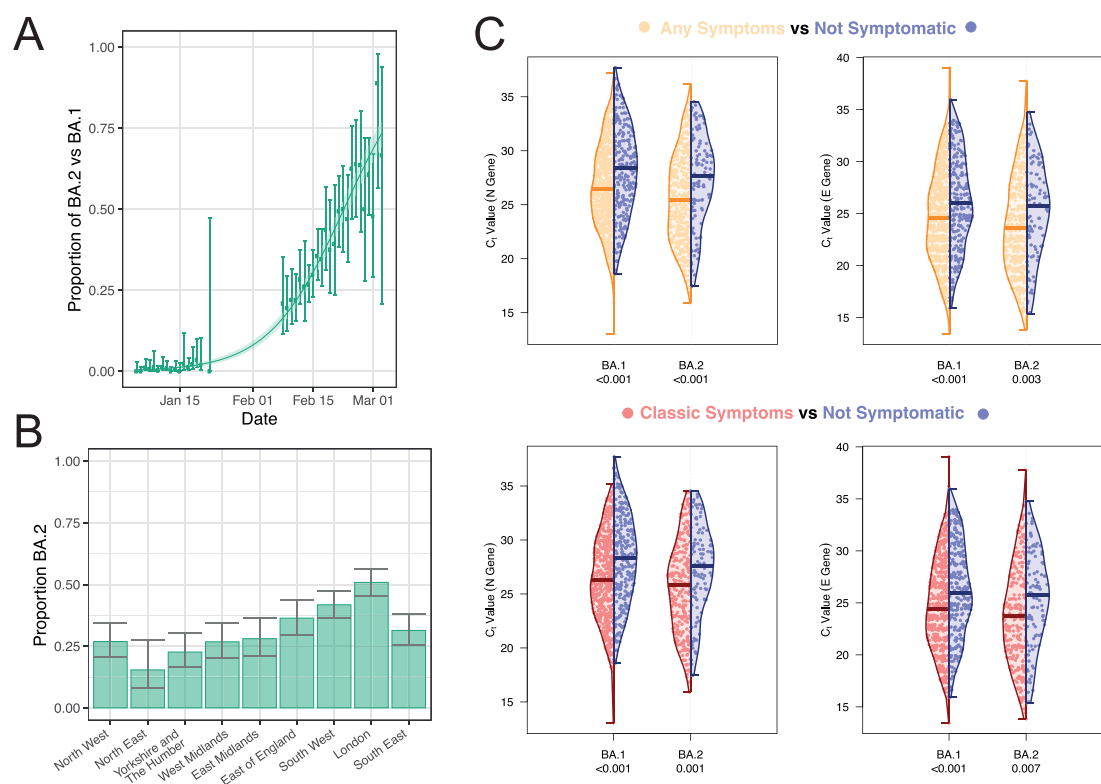 A
1.00
0.75
0.50
0.25
0.00
Proportion of BA.2 vs BA.1
Jan 15
Feb 01
Feb 15
Mar 01
Date
B
1.00
0.75
0.50
0.25
0.00
Proportion BA.2
North West
North East
Yorkshire and
The Humber
West Midlands
East Midlands
East of England
South West
London
South East
C
Any Symptoms vs Not Symptomatic
35
30
25
20
15
Ct Value (N Gene)
BA.1
BA.2
<0.001
<0.001
40
35
30
25
20
15
Ct Value (E Gene)
BA.1
BA.2
<0.001
0.003
Classic Symptoms vs Not Symptomatic
35
30
25
20
15
Ct Value (N Gene)
BA.1
BA.2
<0.001
0.001
40
35
30
25
20
15
Ct Value (E Gene)
BA.1
BA.2
<0.001
0.007